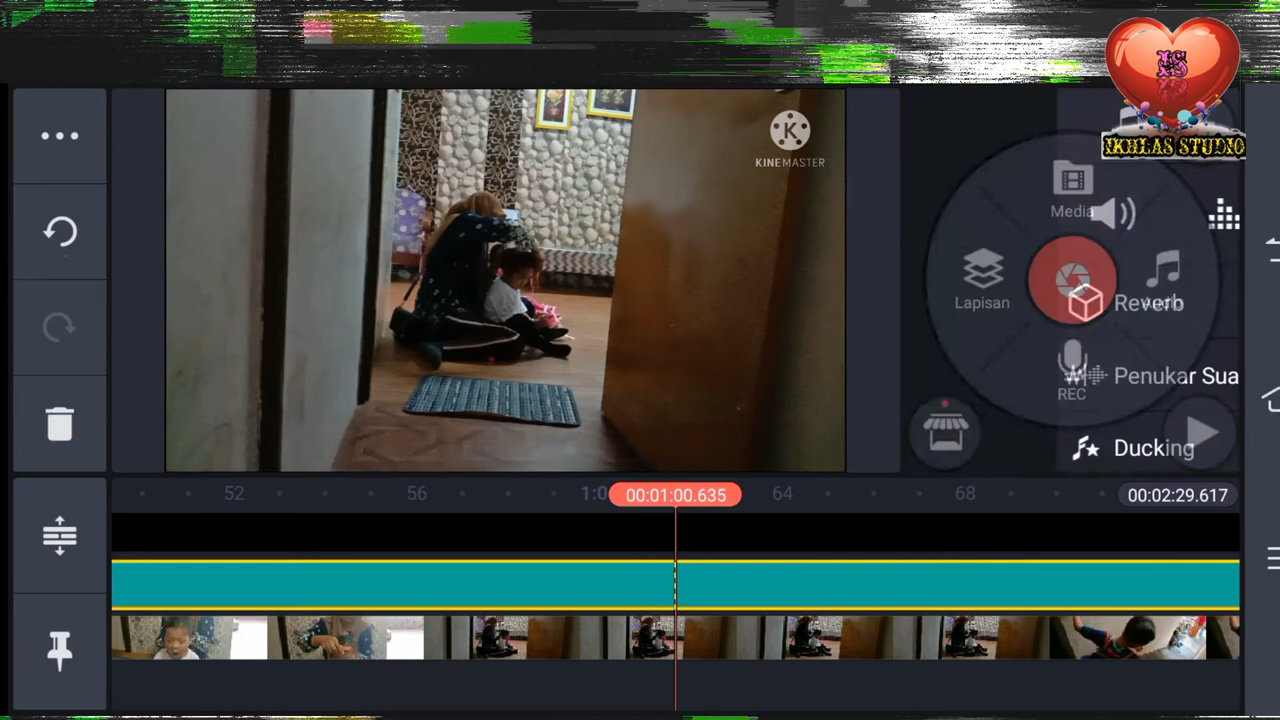 IKHLAS STUDIO
KINEMASTER
Media
Lapisan
Reverb
Penukar Sua
REC
Ducking
52
56
1:0
00:01:00.635
64
68
00:02:29.617